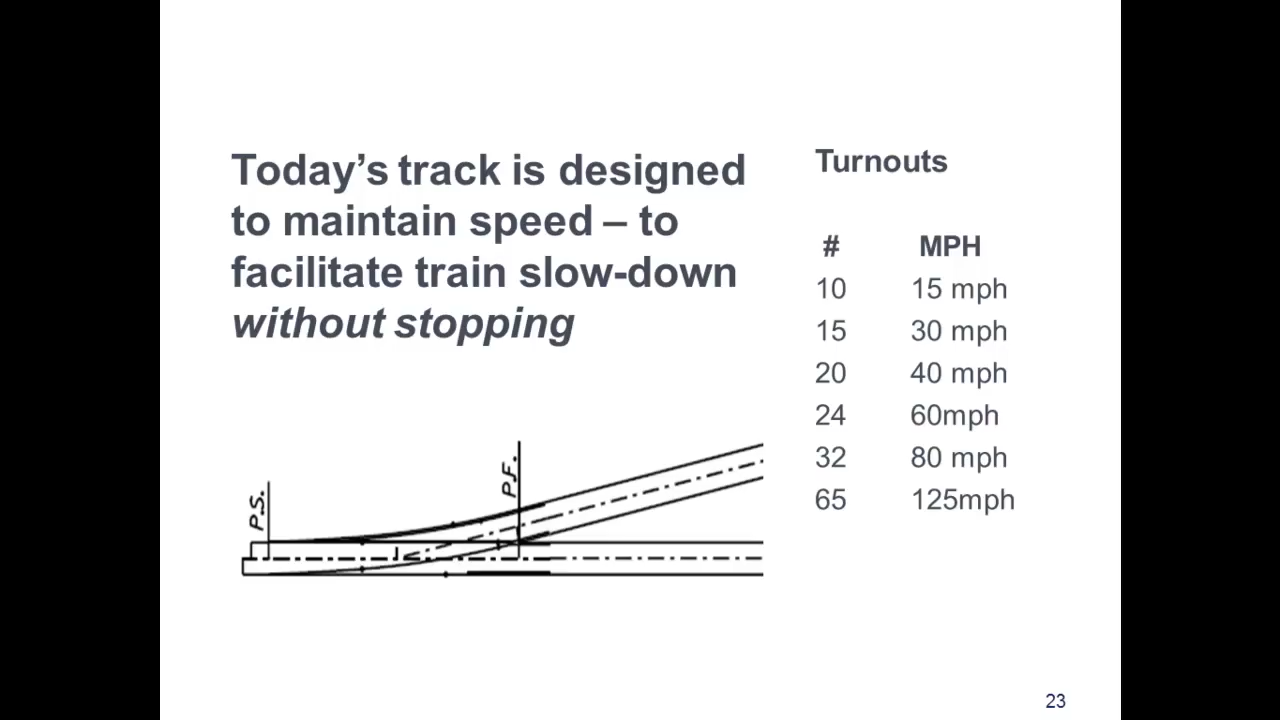 Today’s track is designed
to maintain speed – to
facilitate train slow-down
without stopping
Turnouts
# MPH
10 15 mph
15 30 mph
20 40 mph
24 60mph
32 80 mph
65 125mph
P.S.
P.F.
23